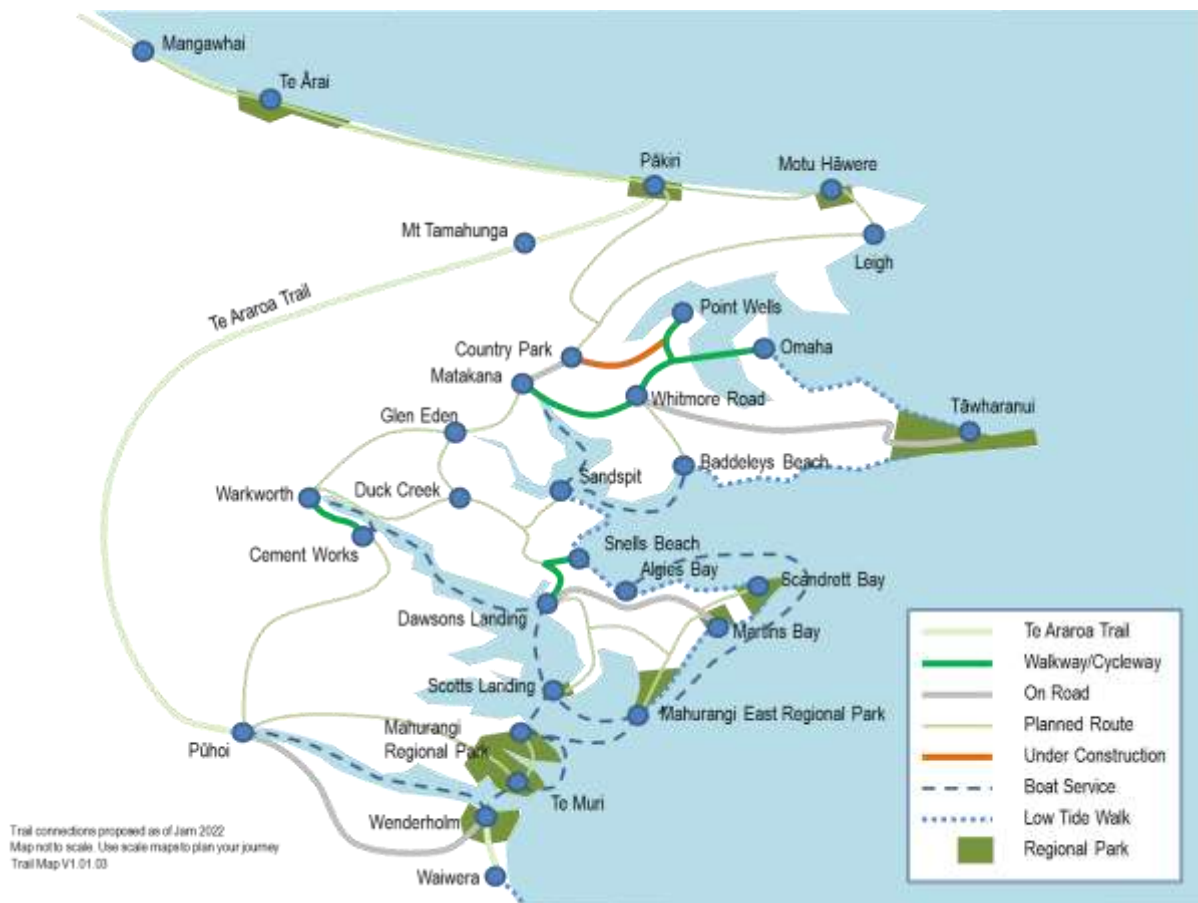 Mangawhai
Te Ārai
Pākiri
Motu Hāwere
Mt Tamahunga
Leigh
Te Araroa Trail
Point Wells
Country Park
Omaha
Matakana
Whitmore Road
Tāwharanui
Glen Eden
Baddeleys Beach
Sandspit
Warkworth
Duck Creek
Cement Works
Snells Beach
Algies Bay
Scandrett Bay
Dawsons Landing
Martins Bay
Scotts Landing
Mahurangi East Regional Park
Mahurangi
Regional Park
Pūhoi
Te Muri
Wenderholm
Waiwera
Te Araroa Trail
Walkway/Cycleway
On Road
Planned Route
Under Construction
Boat Service
Low Tide Walk
Regional Park
Trail connections proposed as of Jam 2022
Map not to scale. Use scale maps to plan your journey
Trail Map V1.01.03